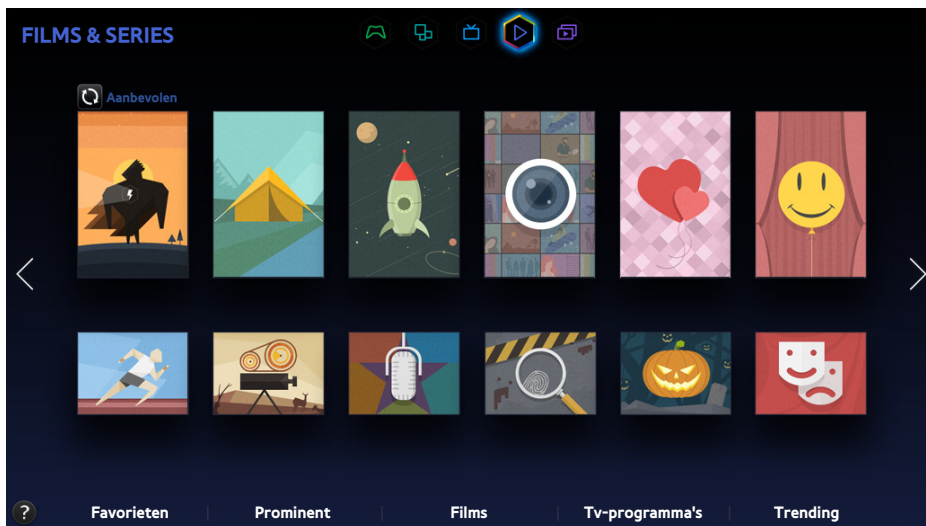 FILMS & SERIES
Aanbevolen
?
Favorieten
Prominent
Films
Tv-programma's
Trending